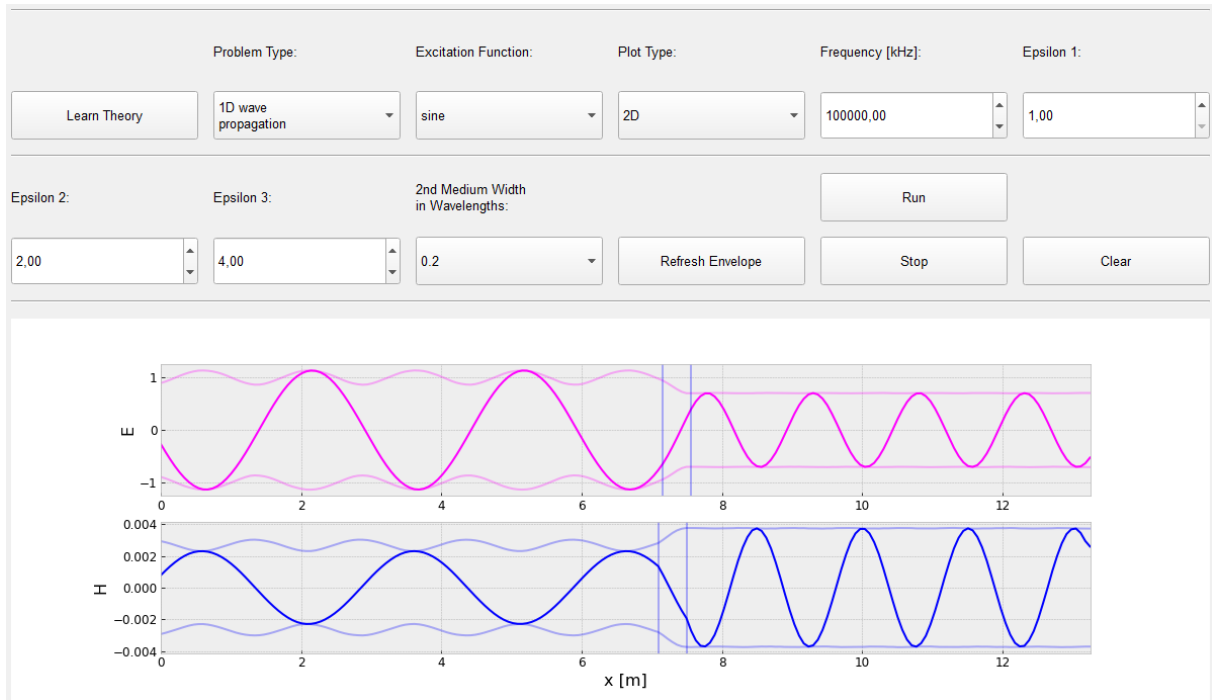 Problem Type:
Excitation Function:
Plot Type:
Frequency [kHz]:
Epsilon 1:
Learn Theory
1D wave
propagation
sine
2D
100000,00
1,00
Epsilon 2:
Epsilon 3:
2nd Medium Width
in Wavelengths:
Run
2,00
4,00
0.2
Refresh Envelope
Stop
Clear
1
0
−1
E
0
2
4
6
8
10
12
0.004
0.002
0.000
−0.002
−0.004
H
0
2
4
6
8
10
12
x [m]